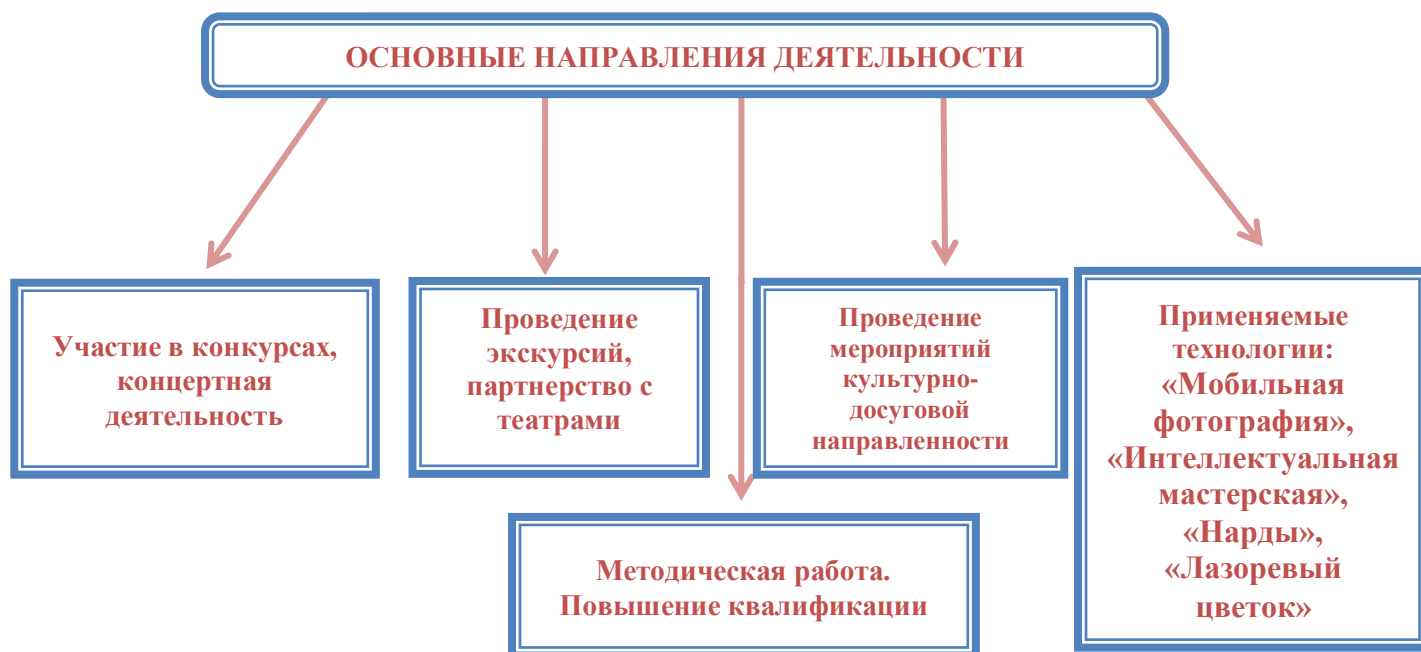 ОСНОВНЫЕ НАПРАВЛЕНИЯ ДЕЯТЕЛЬНОСТИ
Участие в конкурсах,
концертная
деятельность
Проведение
экскурсий,
партнерство с
театрами
Проведение
мероприятий
культурно-
досуговой
направленности
Применяемые
технологии:
«Мобильная
фотография»,
«Интеллектуальная
мастерская»,
«Нарды»,
«Лазоревый
цветок»
Методическая работа.
Повышение квалификации